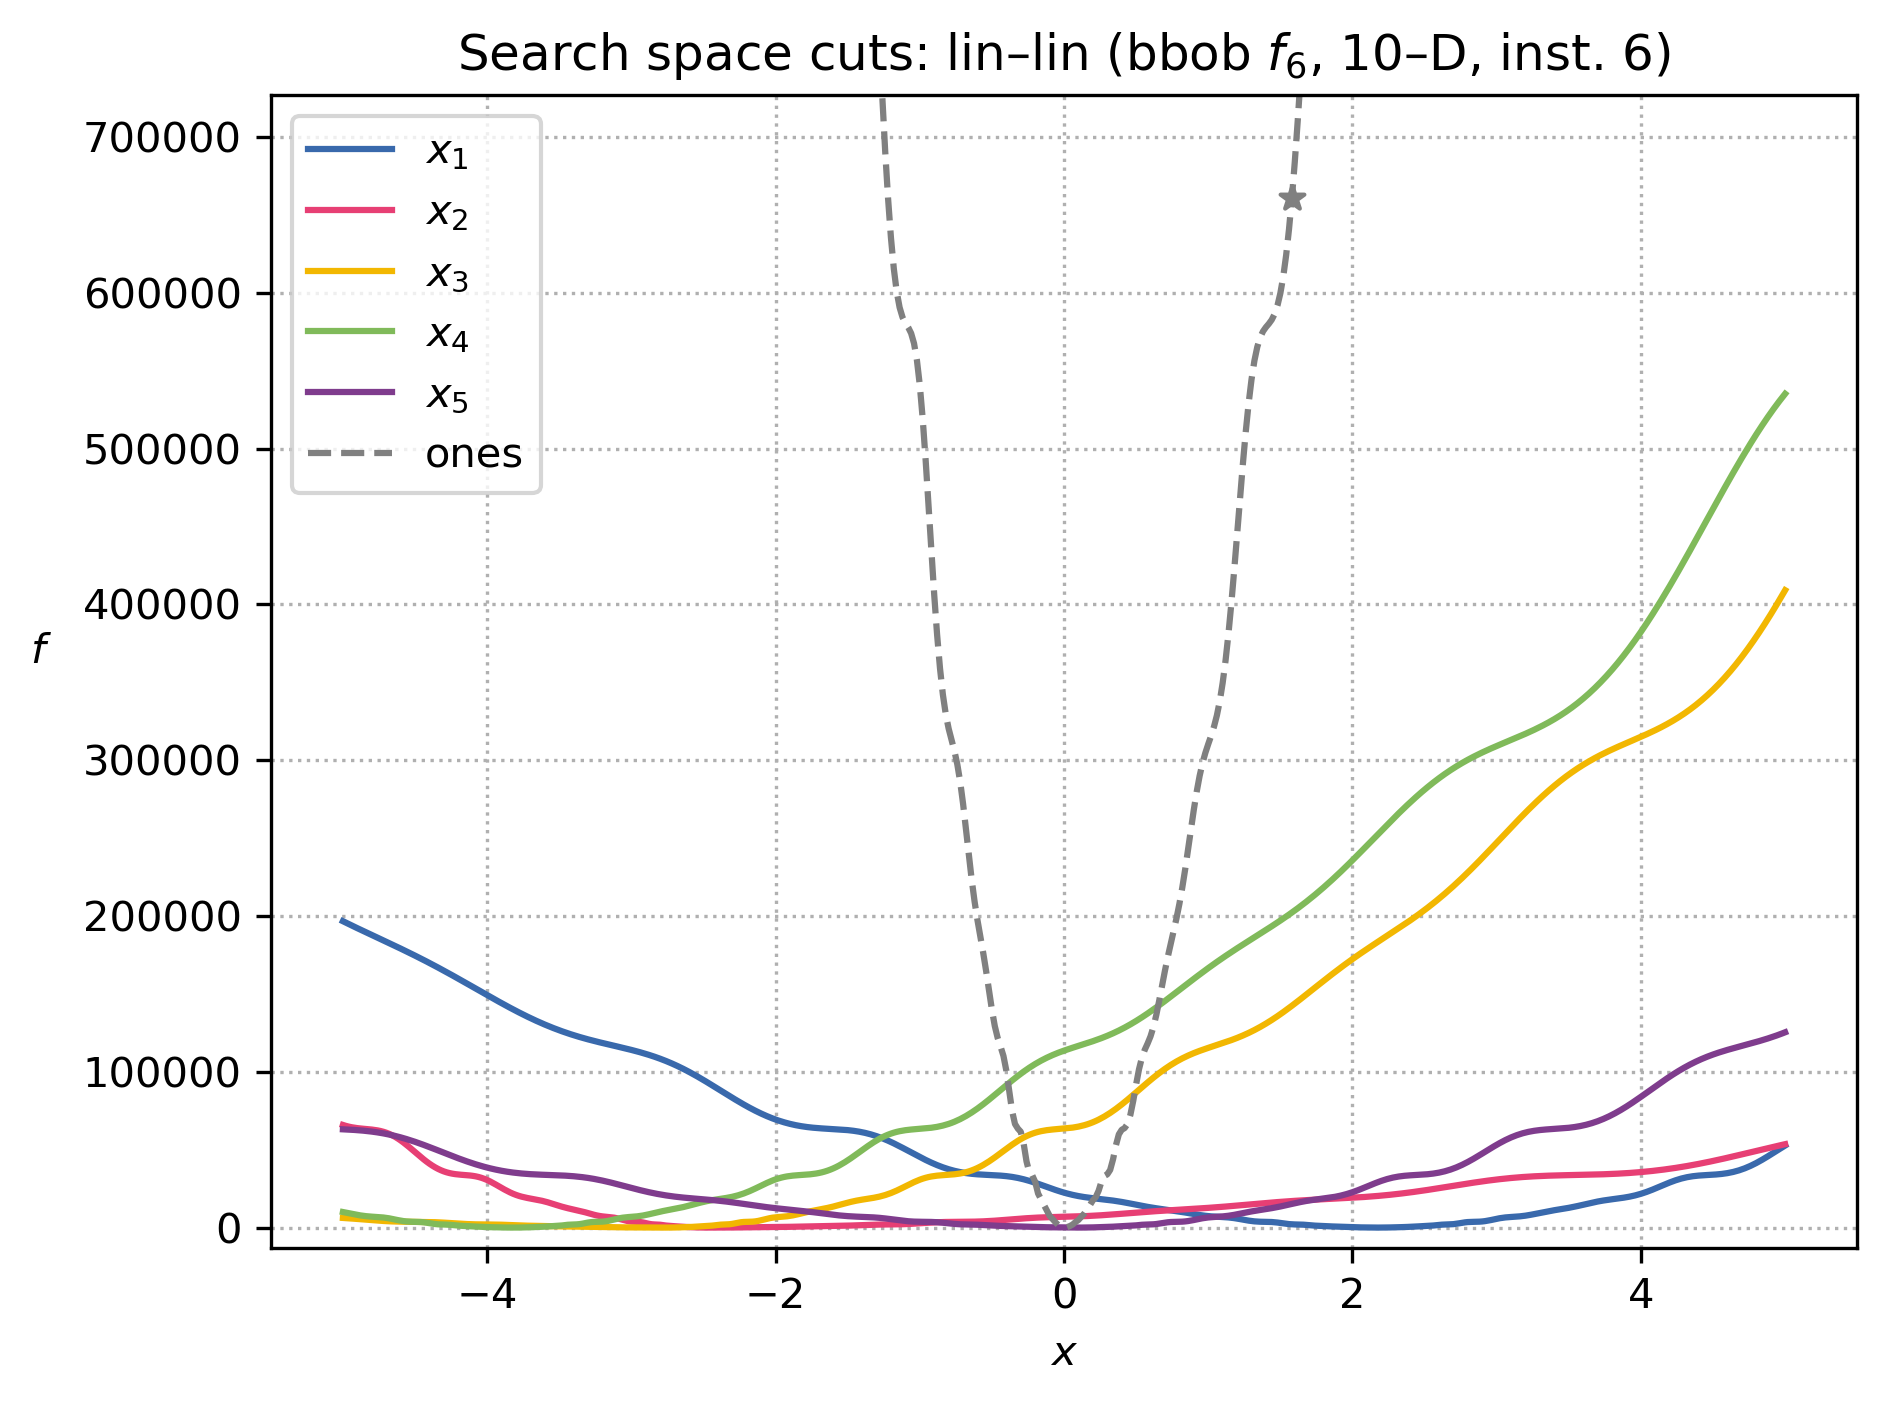 Search space cuts: lin–lin (bbob f₆, 10–D, inst. 6)
700000
600000
500000
400000
300000
200000
100000
0
f
x₁
x₂
x₃
x₄
x₅
ones
−4
−2
0
2
4
x